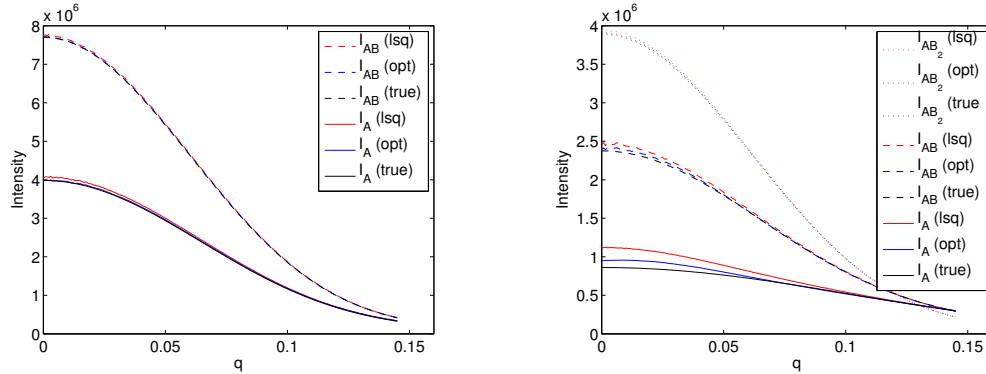 x 10^6
8
7
6
5
4
3
2
1
0
Intensity
0
0.05
0.1
0.15
q
I_AB (lsq)
I_AB (opt)
I_AB (true)
I_A (lsq)
I_A (opt)
I_A (true)
x 10^6
4
3.5
3
2.5
2
1.5
1
0.5
0
Intensity
0
0.05
0.1
0.15
q
I_AB_2 (lsq)
I_AB_2 (opt)
I_AB_2 (true
I_AB (lsq)
I_AB (opt)
I_AB (true)
I_A (lsq)
I_A (opt)
I_A (true)